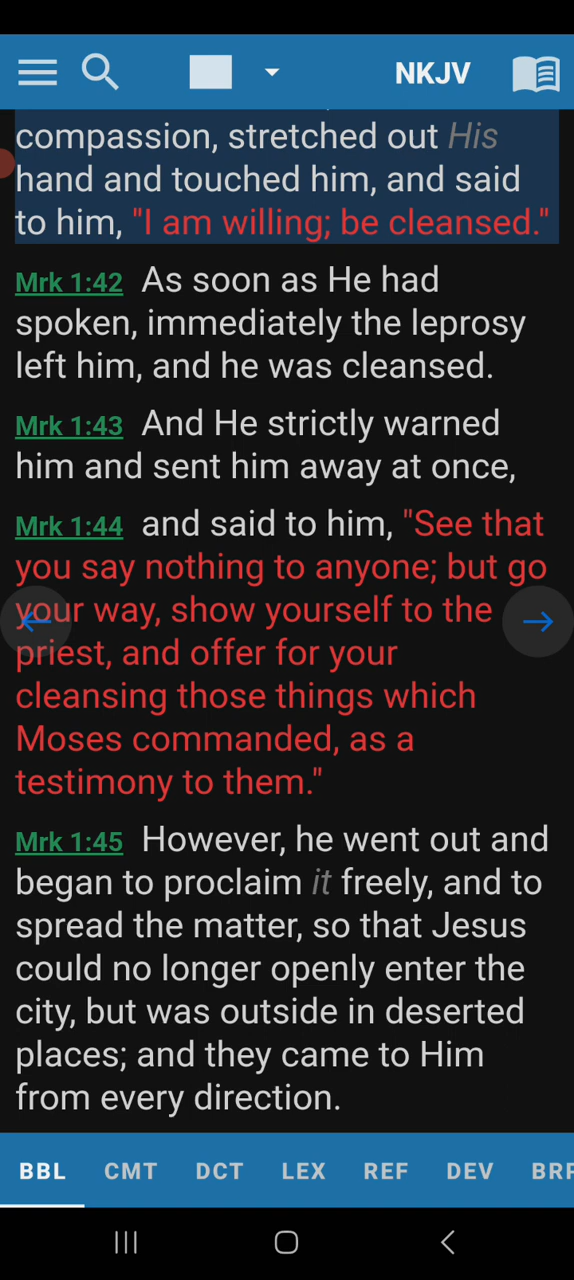 NKJV
compassion, stretched out His
hand and touched him, and said
to him, "I am willing; be cleansed."
Mrk 1:42 As soon as He had
spoken, immediately the leprosy
left him, and he was cleansed.
Mrk 1:43 And He strictly warned
him and sent him away at once,
Mrk 1:44 and said to him, "See that
you say nothing to anyone; but go
your way, show yourself to the
priest, and offer for your
cleansing those things which
Moses commanded, as a
testimony to them."
Mrk 1:45 However, he went out and
began to proclaim it freely, and to
spread the matter, so that Jesus
could no longer openly enter the
city, but was outside in deserted
places; and they came to Him
from every direction.
BBL CMT DCT LEX REF DEV